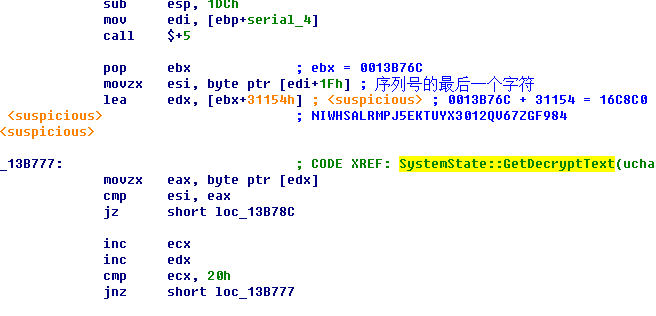 sub     esp, 1DCh
mov     edi, [ebp+serial_4]
call    $+5
pop     ebx             ; ebx = 0013B76C
movzx   esi, byte ptr [edi+1Fh] ; 序列号的最后一个字符
lea     edx, [ebx+31154h] ; <suspicious> ; 0013B76C + 31154 = 16C8C0
<suspicious>            ; NIWHSALRMPJ5EKTUYX3012QV67ZGF984
<suspicious>
_13B777:                ; CODE XREF: SystemState::GetDecryptText(ucha
movzx   eax, byte ptr [edx]
cmp     esi, eax
jz      short loc_13B78C
inc     ecx
inc     edx
cmp     ecx, 20h
jnz     short loc_13B777